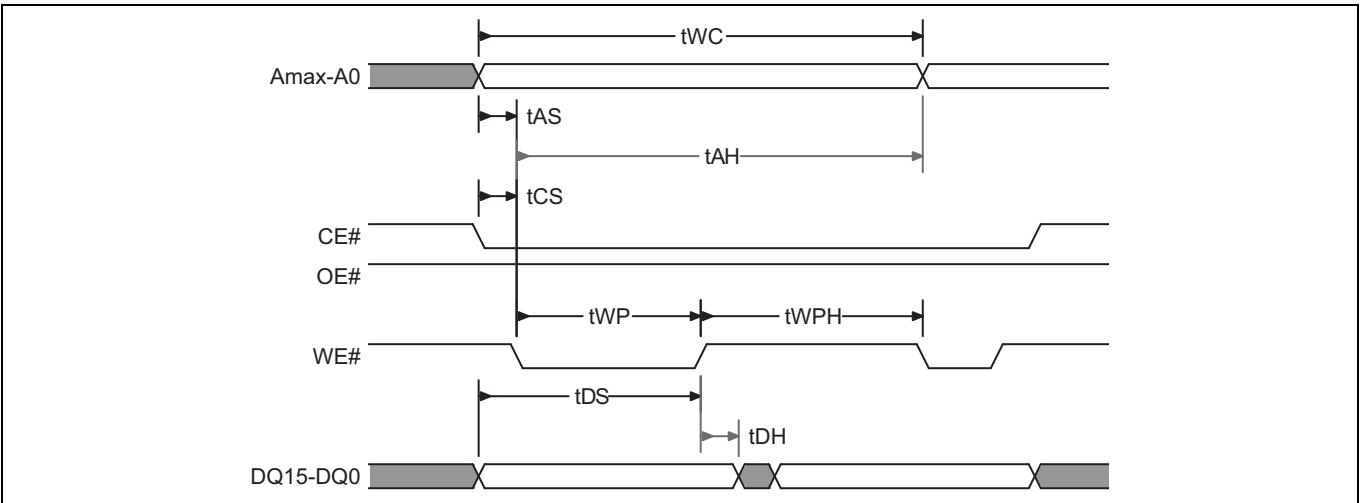 tWC
Amax-A0
tAS
tAH
tCS
CE#
OE#
tWP
tWPH
WE#
tDS
tDH
DQ15-DQ0